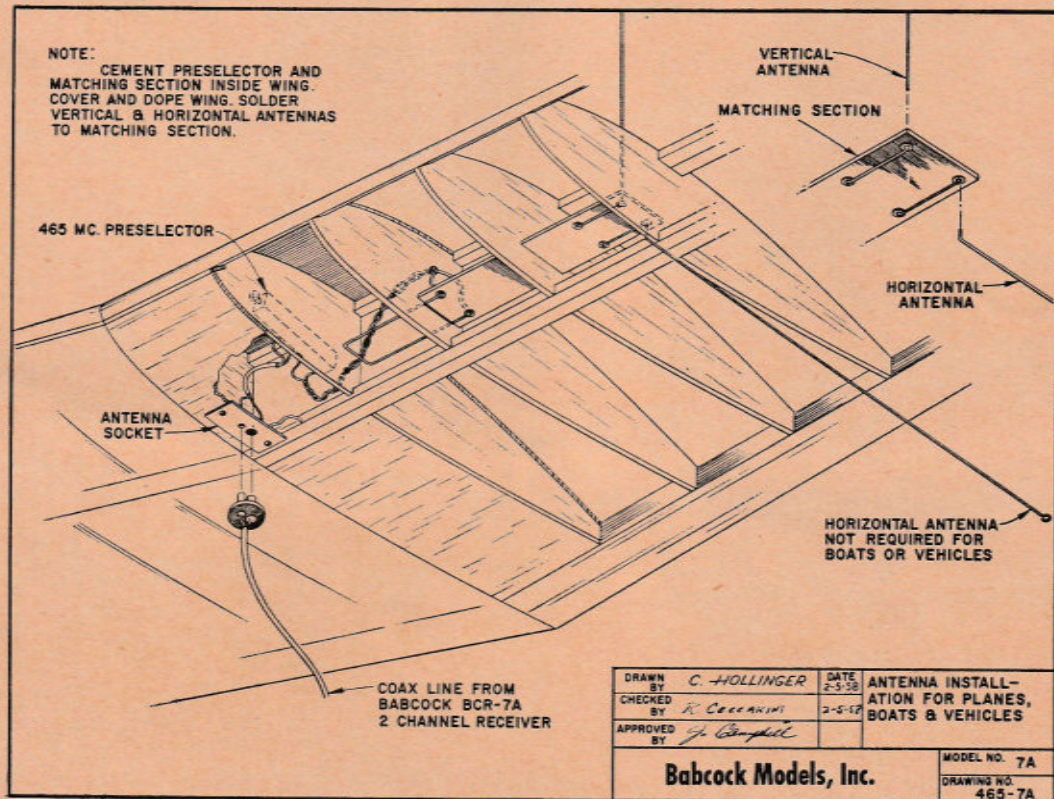 NOTE:
CEMENT PRESELECTOR AND
MATCHING SECTION INSIDE WING.
COVER AND DOPE WING. SOLDER
VERTICAL & HORIZONTAL ANTENNAS
TO MATCHING SECTION.
VERTICAL
ANTENNA
MATCHING SECTION
465 MC. PRESELECTOR
HORIZONTAL
ANTENNA
ANTENNA
SOCKET
HORIZONTAL ANTENNA
NOT REQUIRED FOR
BOATS OR VEHICLES
COAX LINE FROM
BABCOCK BCR-7A
2 CHANNEL RECEIVER
DRAWN BY C. HOLLINGER DATE 2-5-58
CHECKED BY R.
APPROVED BY J. Campbell
ANTENNA INSTALL-
ATION FOR PLANES,
BOATS & VEHICLES
Babcock Models, Inc.
MODEL NO. 7A
DRAWING NO.
465-7A